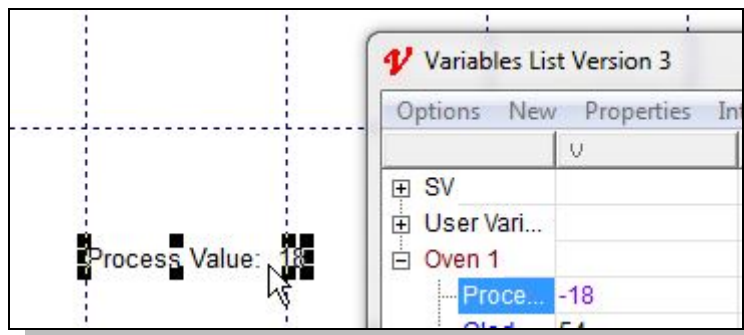 Variables List Version 3
Options New Properties
V
SV
User Vari...
Oven 1
Process Value: 18
Proce... -18